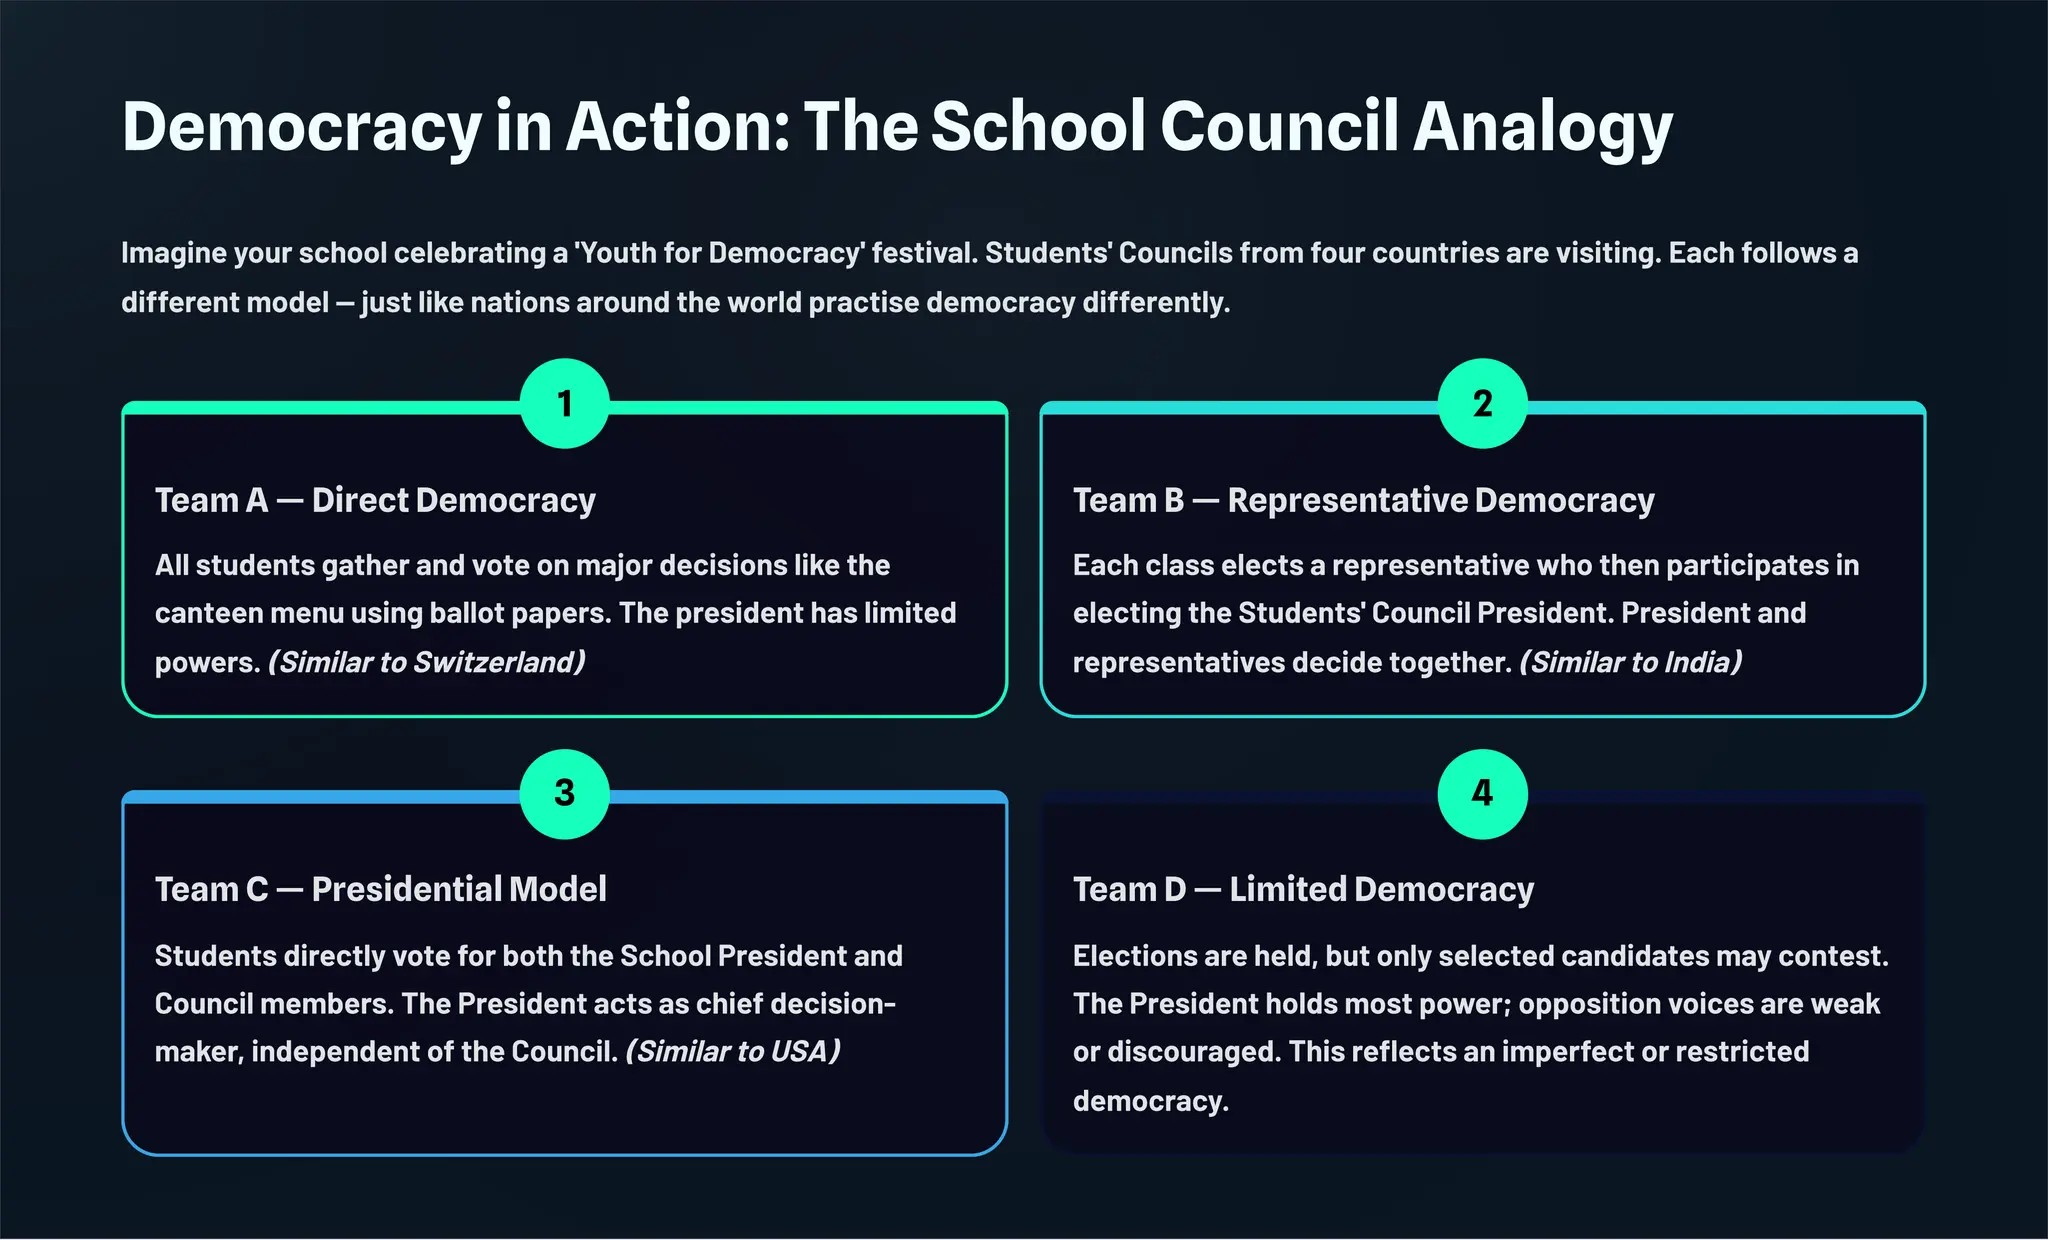 Democracy in Action: The School Council Analogy
Imagine your school celebrating a 'Youth for Democracy' festival. Students' Councils from four countries are visiting. Each follows a
different model – just like nations around the world practise democracy differently.
1
Team A — Direct Democracy
All students gather and vote on major decisions like the
canteen menu using ballot papers. The president has limited
powers. (Similar to Switzerland)
2
Team B — Representative Democracy
Each class elects a representative who then participates in
electing the Students' Council President. President and
representatives decide together. (Similar to India)
3
Team C — Presidential Model
Students directly vote for both the School President and
Council members. The President acts as chief decision-
maker, independent of the Council. (Similar to USA)
4
Team D — Limited Democracy
Elections are held, but only selected candidates may contest.
The President holds most power; opposition voices are weak
or discouraged. This reflects an imperfect or restricted
democracy.